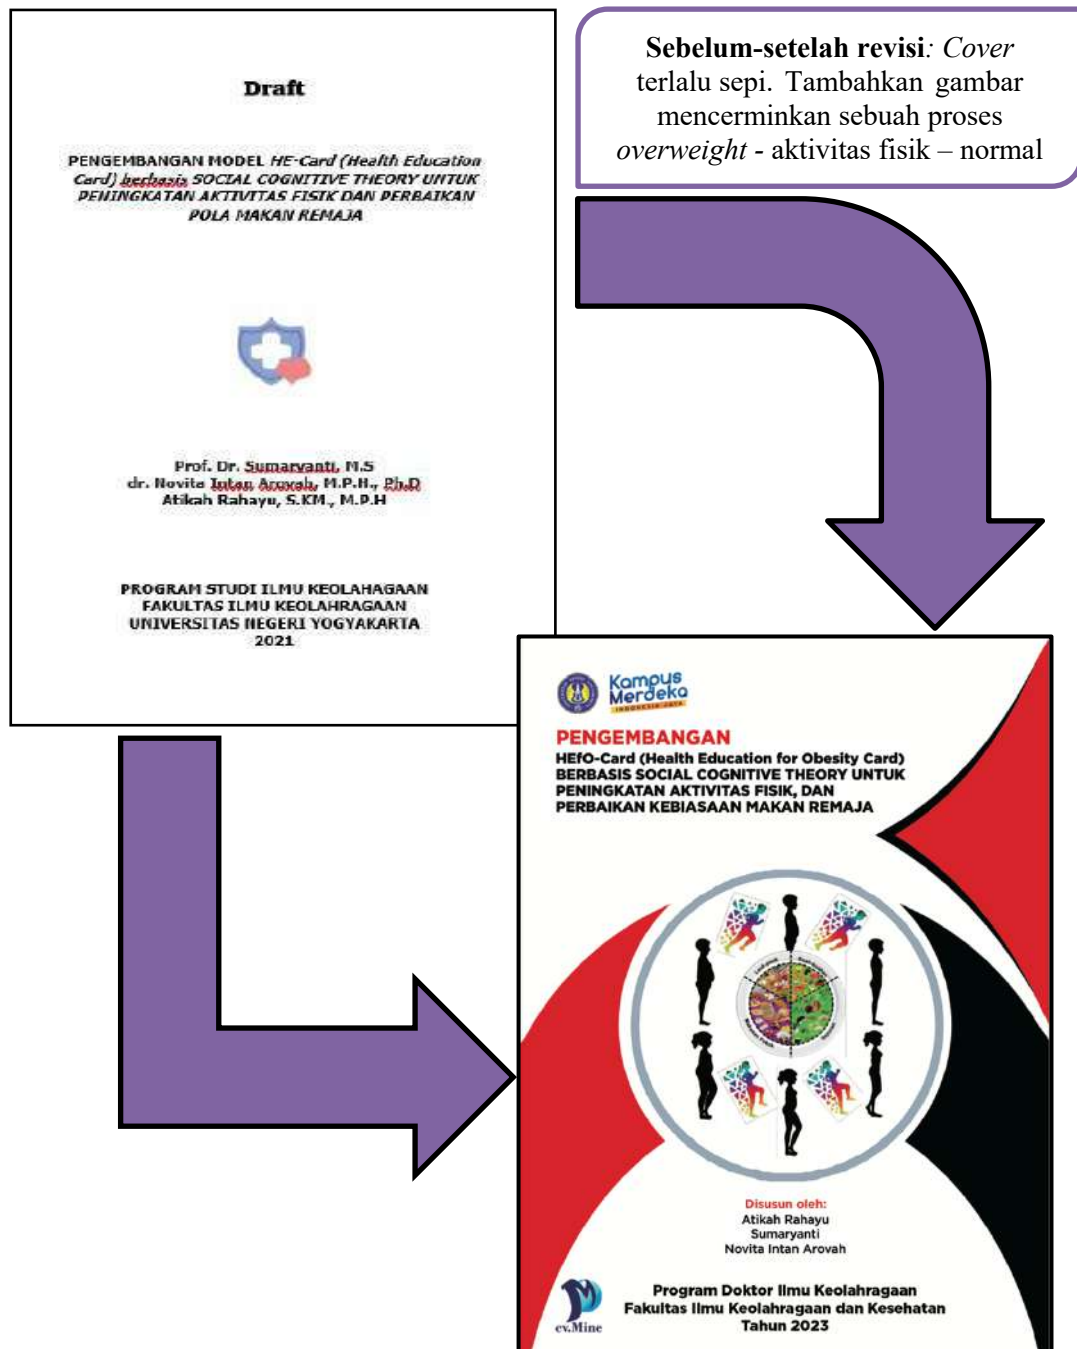 Draft
PENGEMBANGAN MODEL HE-Card (Health Education
Card) berbasis SOCIAL COGNITIVE THEORY UNTUK
PENINGKATAN AKTIVITAS FISIK DAN PERBAIKAN
POLA MAKAN REMAJA
Prof. Dr. Sumaryanti, M.S
dr. Novita Intan Arovah, M.P.H., Ph.D
Atikah Rahayu, S.KM., M.P.H
PROGRAM STUDI ILMU KEOLAHAGAAN
FAKULTAS ILMU KEOLAHRAGAAN
UNIVERSITAS NEGERI YOGYAKARTA
2021
Sebelum-setelah revisi: Cover
terlalu sepi. Tambahkan gambar
mencerminkan sebuah proses
overweight - aktivitas fisik – normal
Kampus
Merdeka
INDONESIA JAYA
PENGEMBANGAN
HEfO-Card (Health Education for Obesity Card)
BERBASIS SOCIAL COGNITIVE THEORY UNTUK
PENINGKATAN AKTIVITAS FISIK, DAN
PERBAIKAN KEBIASAAN MAKAN REMAJA
Makanan Pokok
Disusun oleh:
Atikah Rahayu
Sumaryanti
Novita Intan Arovah
cv.Mine
Program Doktor Ilmu Keolahragaan
Fakultas Ilmu Keolahragaan dan Kesehatan
Tahun 2023